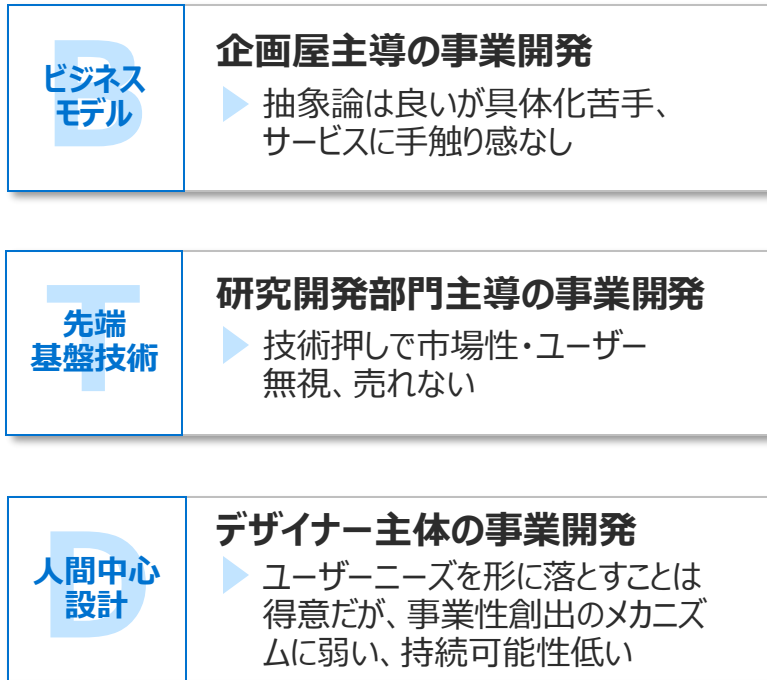 B
ビジネス
モデル
企画屋主導の事業開発
抽象論は良いが具体化苦手、
サービスに手触り感なし
T
先端
基盤技術
研究開発部門主導の事業開発
技術押しで市場性・ユーザー
無視、売れない
D
人間中心
設計
デザイナー主体の事業開発
ユーザーニーズを形に落とすことは
得意だが、事業性創出のメカニズ
ムに弱い、持続可能性低い